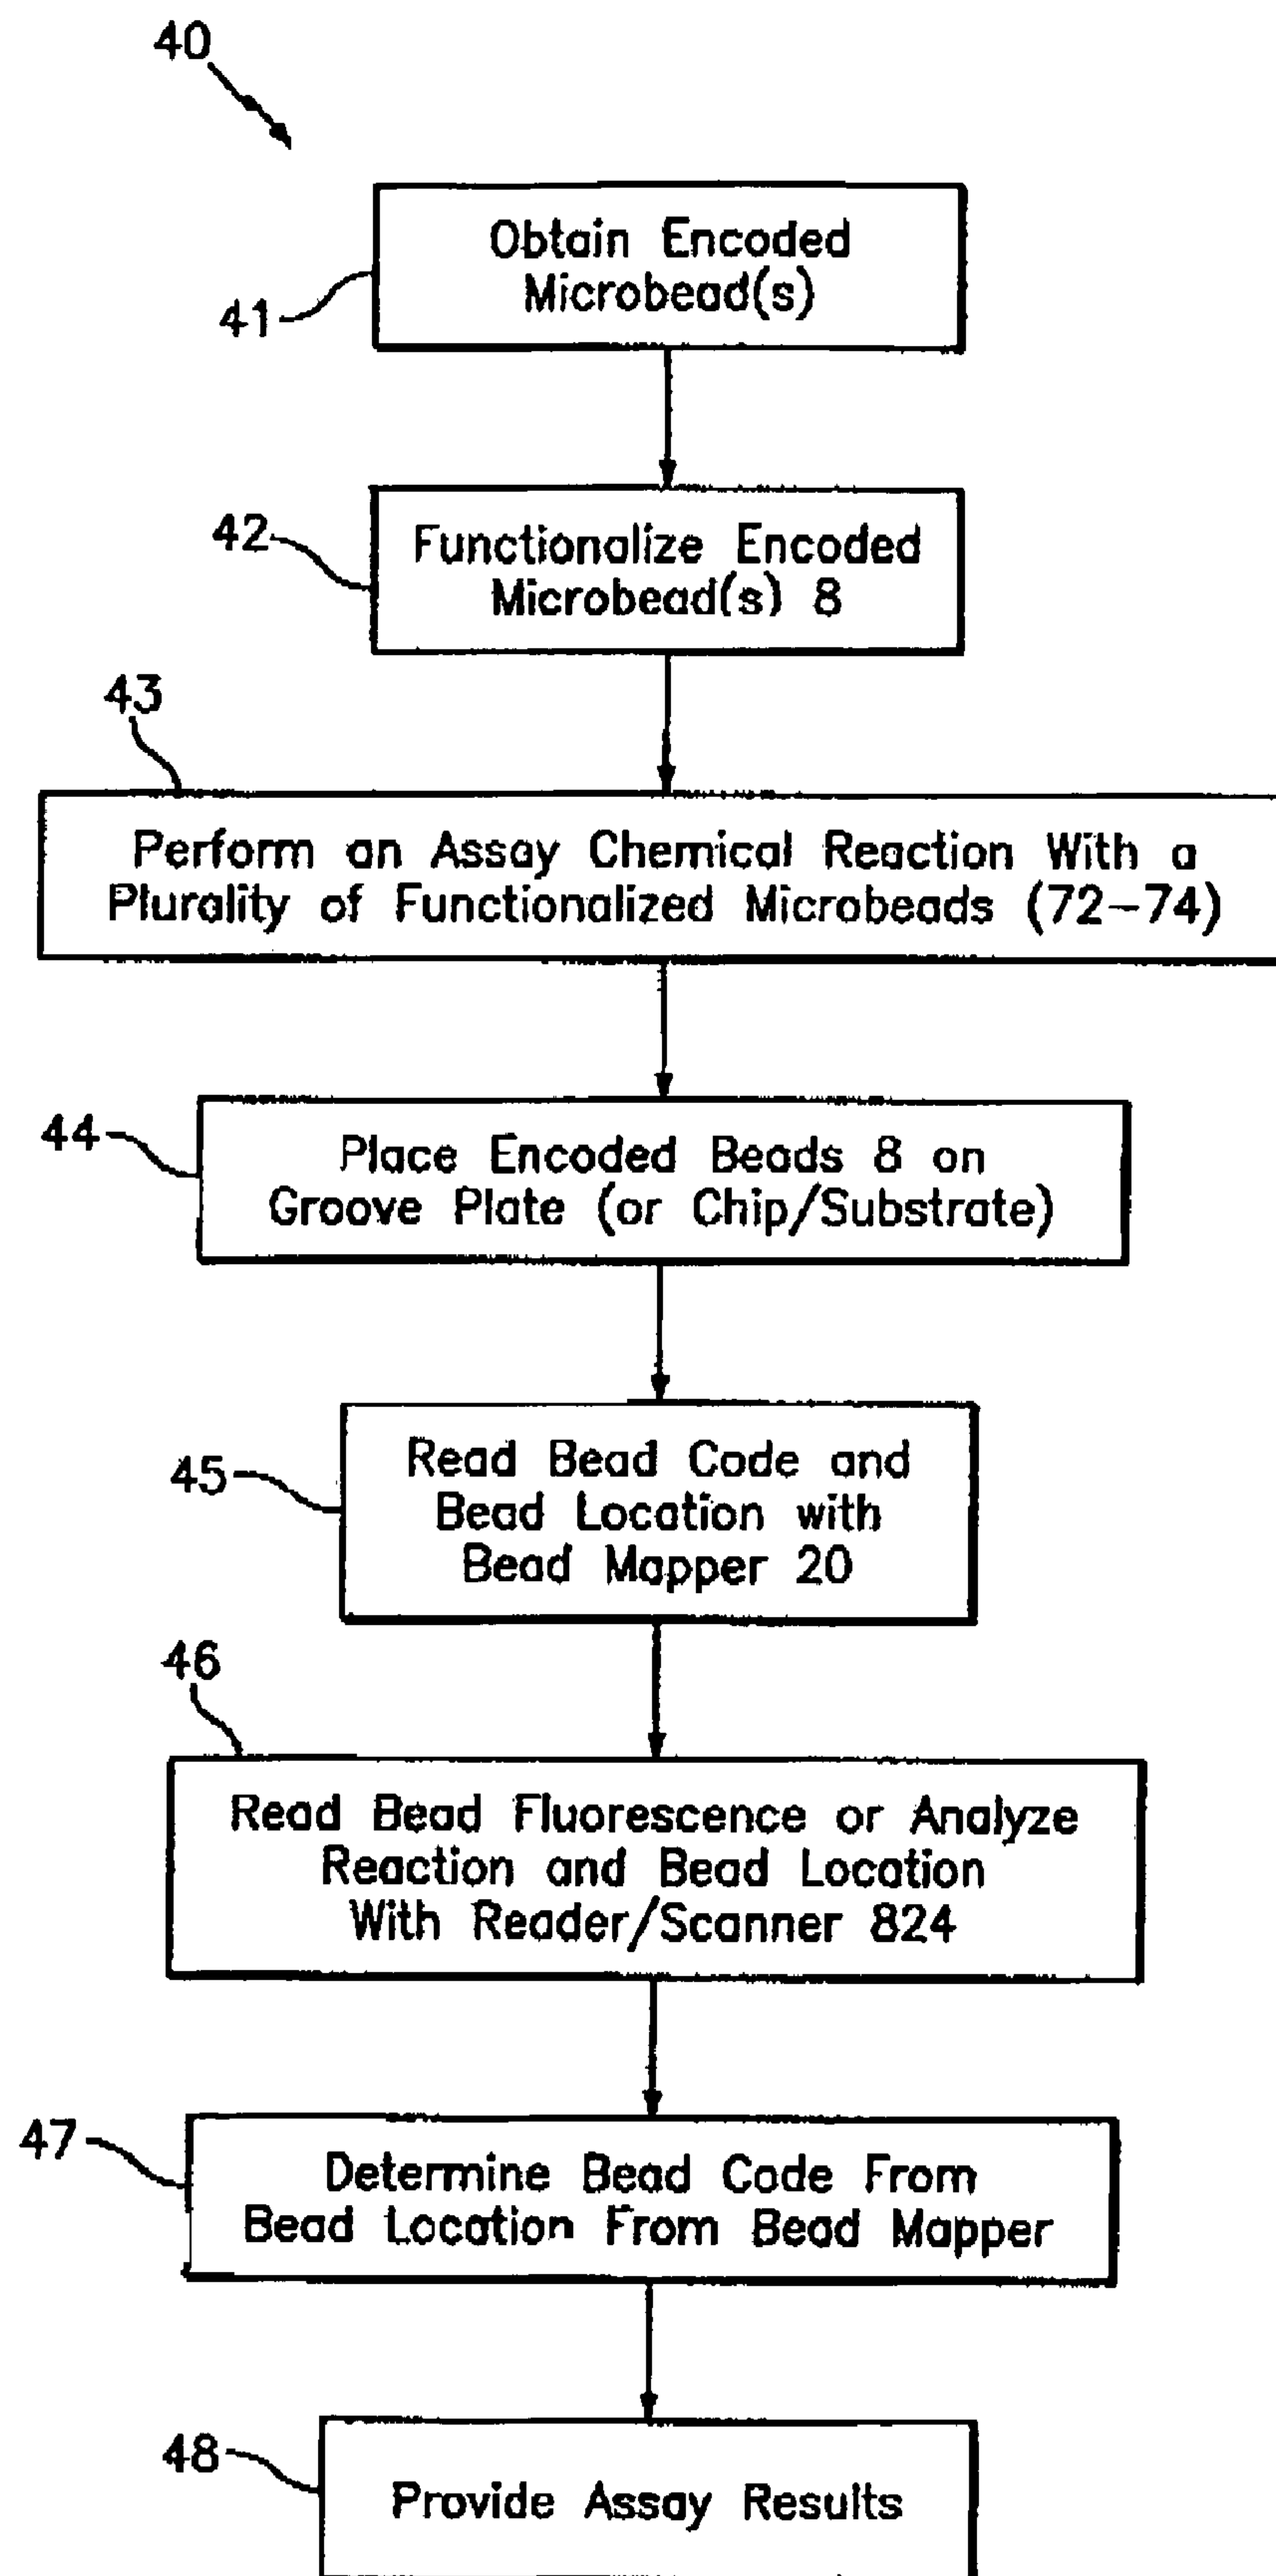 40
Obtain Encoded
Microbead(s)
41
42
Functionalize Encoded
Microbead(s) 8
43
Perform an Assay Chemical Reaction With a
Plurality of Functionalized Microbeads (72-74)
44
Place Encoded Beads 8 on
Groove Plate (or Chip/Substrate)
45
Read Bead Code and
Bead Location with
Bead Mapper 20
46
Read Bead Fluorescence or Analyze
Reaction and Bead Location
With Reader/Scanner 824
47
Determine Bead Code From
Bead Location From Bead Mapper
48
Provide Assay Results